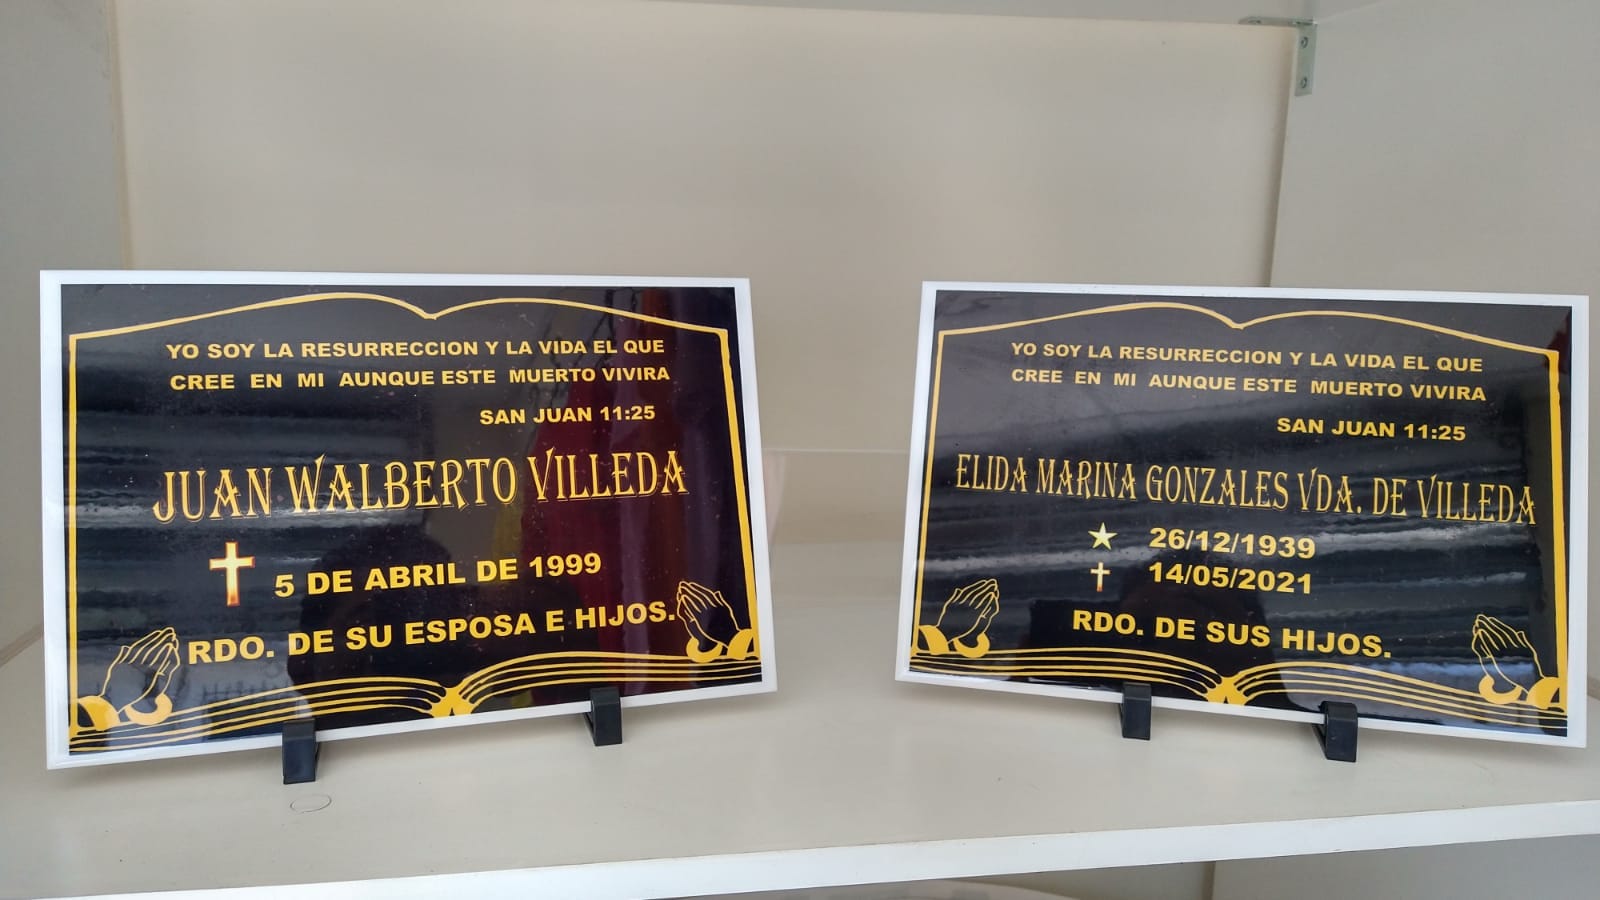 YO SOY LA RESURRECCION Y LA VIDA EL QUE
CREE EN MI AUNQUE ESTE MUERTO VIVIRA
SAN JUAN 11:25
JUAN WALBERTO VILLEDA
5 DE ABRIL DE 1999
RDO. DE SU ESPOSA E HIJOS.
YO SOY LA RESURRECCION Y LA VIDA EL QUE
CREE EN MI AUNQUE ESTE MUERTO VIVIRA
SAN JUAN 11:25
ELIDA MARINA GONZALES VDA. DE VILLEDA
26/12/1939
14/05/2021
RDO. DE SUS HIJOS.